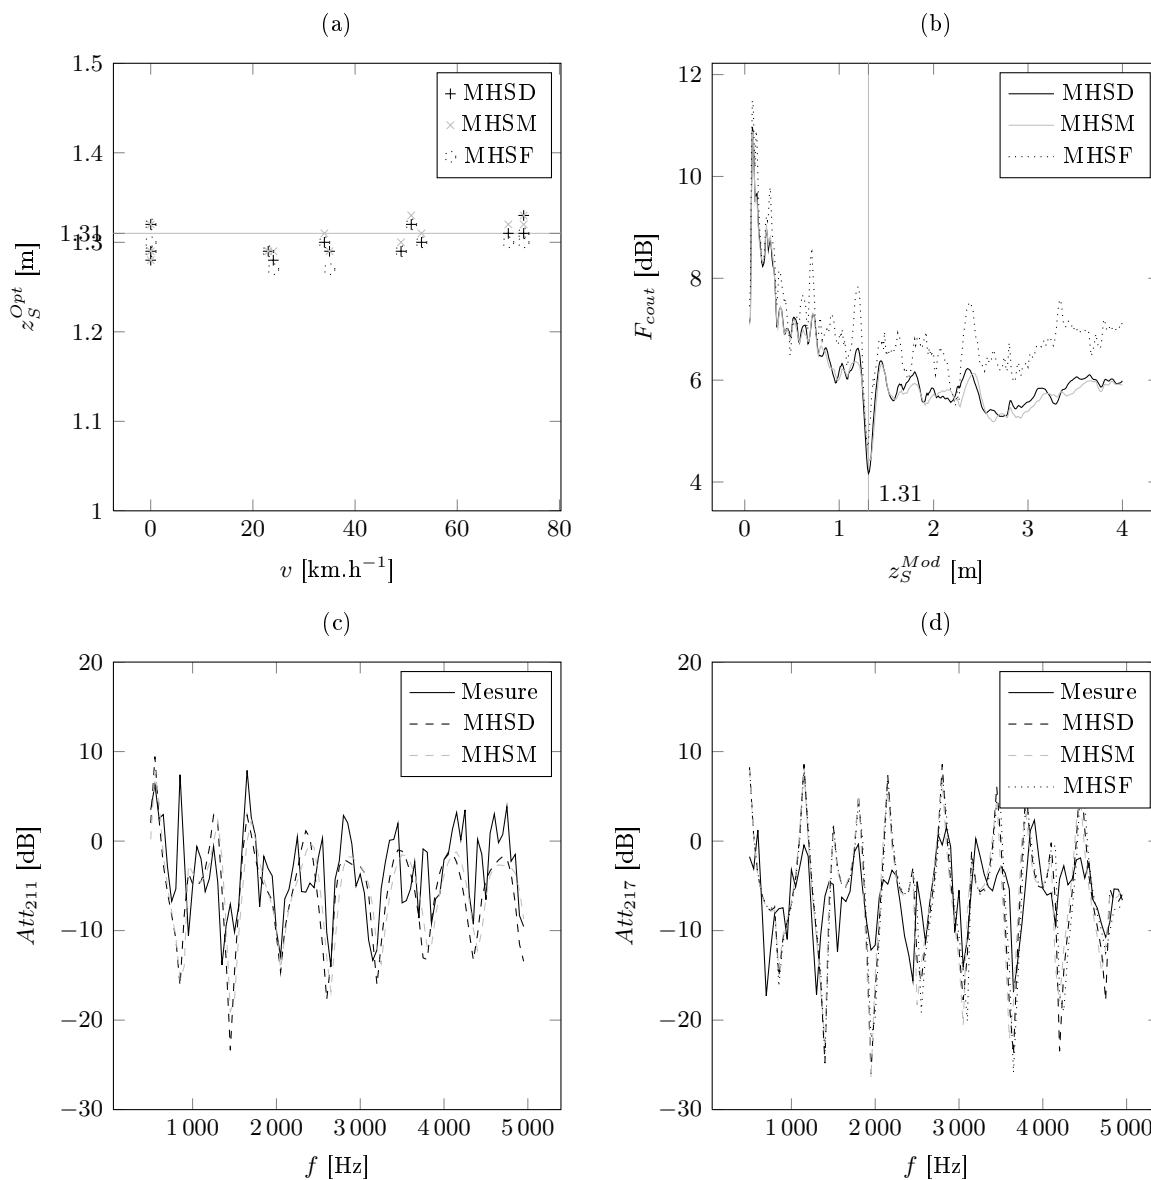 (a)
1.5
1.4
1.31
1.3
1.2
1.1
1
0
20
40
60
80
z_S^{Opt} [m]
v [km.h−1]
MHSD
MHSM
MHSF
(b)
12
10
8
6
4
0
1
2
3
4
F_{cout} [dB]
z_S^{Mod} [m]
1.31
MHSD
MHSM
MHSF
(c)
20
10
0
−10
−20
−30
1 000
2 000
3 000
4 000
5 000
Att_{211} [dB]
f [Hz]
Mesure
MHSD
MHSM
(d)
20
10
0
−10
−20
−30
1 000
2 000
3 000
4 000
5 000
Att_{217} [dB]
f [Hz]
Mesure
MHSD
MHSM
MHSF